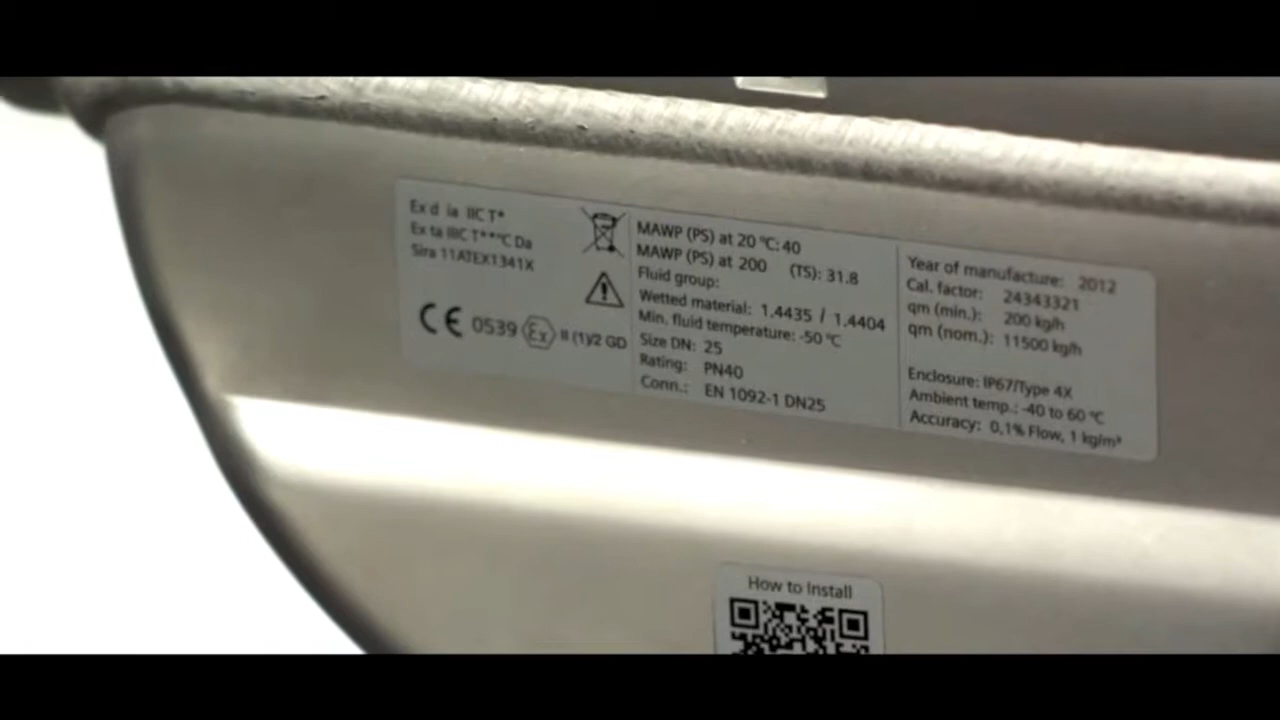 Ex d ia IIC T*
Ex ta IIIC T***°C Da
Sira 11ATEX1341X
CE 0539 Ex II (1)/2 GD
MAWP (PS) at 20 °C: 40
MAWP (PS) at 200 (TS): 31.8
Fluid group:
Wetted material: 1.4435 / 1.4404
Min. fluid temperature: -50 °C
Size DN: 25
Rating: PN40
Conn.: EN 1092-1 DN25
Year of manufacture: 2012
Cal. factor: 24343321
qm (min.): 200 kg/h
qm (nom.): 11500 kg/h
Enclosure: IP67/Type 4X
Ambient temp.: -40 to 60 °C
Accuracy: 0,1% Flow, 1 kg/m³
How to Install